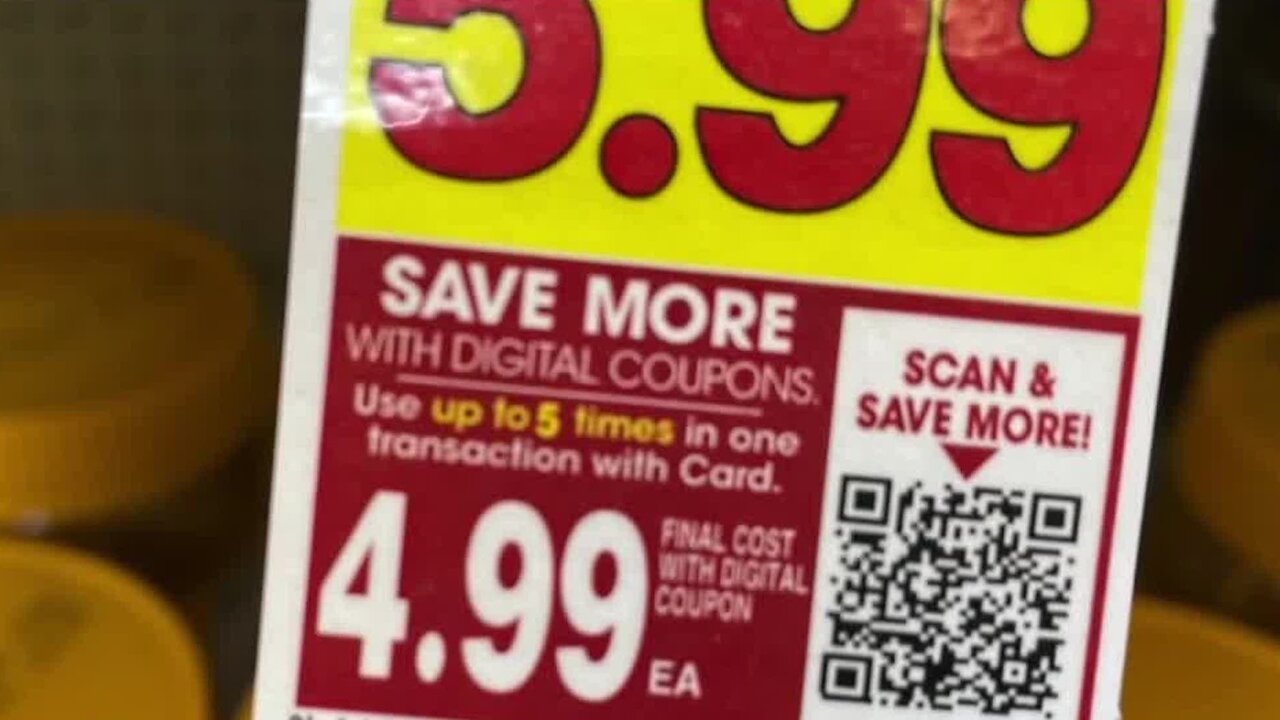 5.99
SAVE MORE
WITH DIGITAL COUPONS.
Use up to 5 times in one
transaction with Card.
4.99
FINAL COST
WITH DIGITAL
COUPON
EA
SCAN &
SAVE MORE!